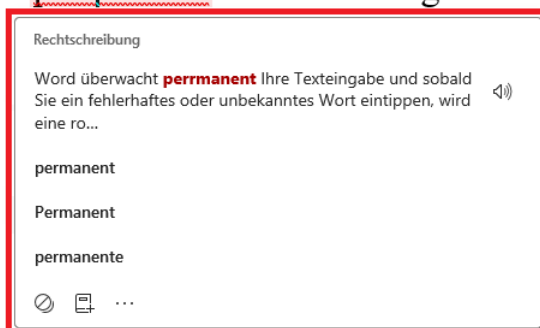 Rechtschreibung
Word überwacht perrmanent Ihre Texteingabe und sobald
Sie ein fehlerhaftes oder unbekanntes Wort eintippen, wird
eine ro...
permanent
Permanent
permanente